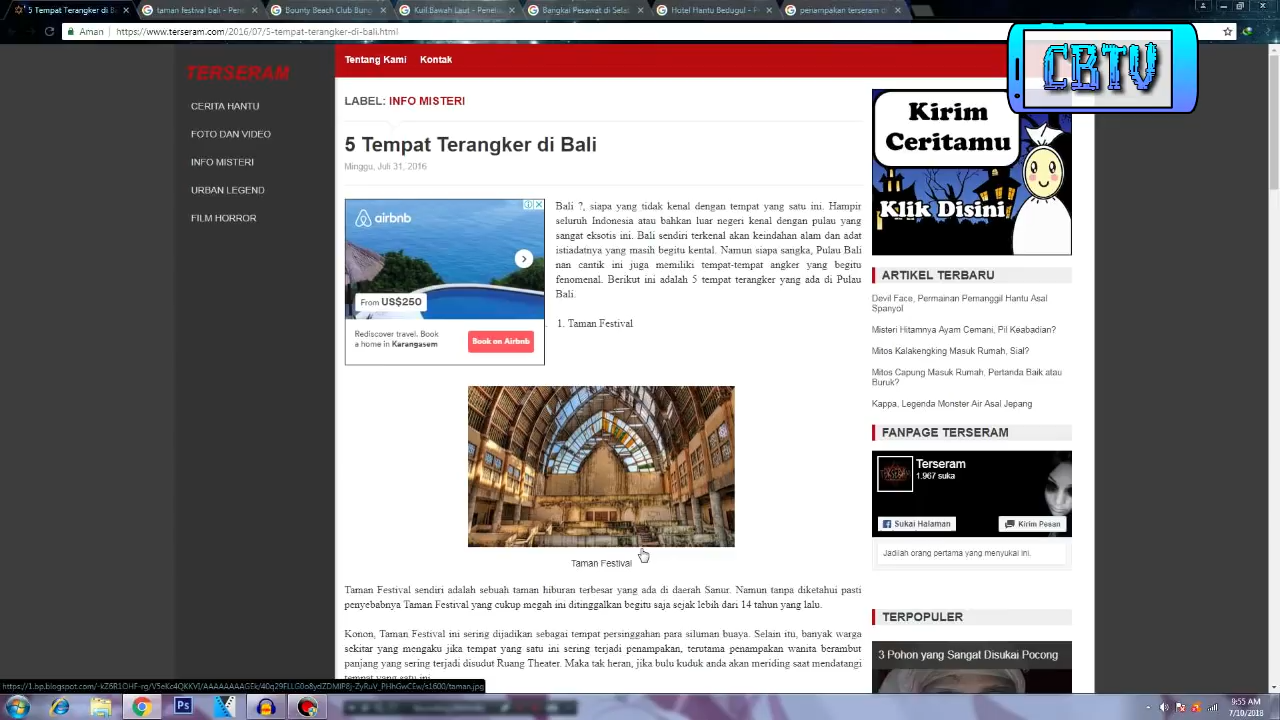 5 Tempat Terangker di B
taman festival bali - Pene
Bounty Beach Club Bung
Kuil Bawah Laut - Penelu
Bangkai Pesawat di Selat
Hotel Hantu Bedugul - P
penampakan terseram di
Aman
https://www.terseram.com/2016/07/5-tempat-terangker-di-bali.html
CBTV
TERSERAM
CERITA HANTU
FOTO DAN VIDEO
INFO MISTERI
URBAN LEGEND
FILM HORROR
Tentang Kami Kontak
LABEL: INFO MISTERI
5 Tempat Terangker di Bali
Minggu, Juli 31, 2016
airbnb
From US$250
Rediscover travel. Book
a home in Karangasem
Book on Airbnb
Bali ?, siapa yang tidak kenal dengan tempat yang satu ini. Hampir
seluruh Indonesia atau bahkan luar negeri kenal dengan pulau yang
sangat eksotis ini. Bali sendiri terkenal akan keindahan alam dan adat
istiadatnya yang masih begitu kental. Namun siapa sangka, Pulau Bali
nan cantik ini juga memiliki tempat-tempat angker yang begitu
fenomenal. Berikut ini adalah 5 tempat terangker yang ada di Pulau
Bali.
1. Taman Festival
Taman Festival
Taman Festival sendiri adalah sebuah taman hiburan terbesar yang ada di daerah Sanur. Namun tanpa diketahui pasti
penyebabnya Taman Festival yang cukup megah ini ditinggalkan begitu saja sejak lebih dari 14 tahun yang lalu.
Konon, Taman Festival ini sering dijadikan sebagai tempat persinggahan para siluman buaya. Selain itu, banyak warga
sekitar yang mengaku jika tempat yang satu ini sering terjadi penampakan, terutama penampakan wanita berambut
panjang yang sering terjadi disudut Ruang Theater. Maka tak heran, jika bulu kuduk anda akan meriding saat mendatangi
tempat yang satu ini.
Kirim
Ceritamu
Klik Disini
ARTIKEL TERBARU
Devil Face, Permainan Pemanggil Hantu Asal
Spanyol
Misteri Hitamnya Ayam Cemani, Pil Keabadian?
Mitos Kalakengking Masuk Rumah, Sial?
Mitos Capung Masuk Rumah, Pertanda Baik atau
Buruk?
Kappa, Legenda Monster Air Asal Jepang
FANPAGE TERSERAM
Terseram
1.967 suka
Sukai Halaman
Kirim Pesan
Jadilah orang pertama yang menyukai ini.
TERPOPULER
3 Pohon yang Sangat Disukai Pocong
9:55 AM
7/10/2018